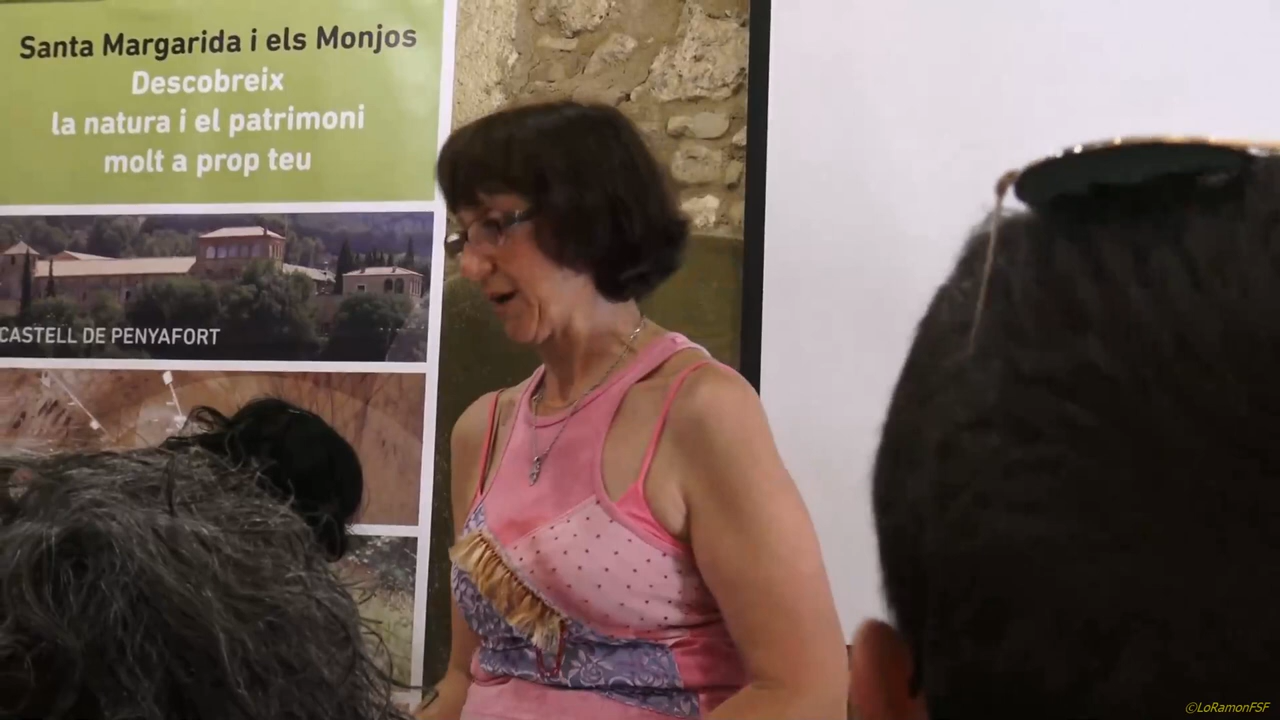 Santa Margarida i els Monjos
Descobreix
la natura i el patrimoni
molt a prop teu
CASTELL DE PENYAFORT
©LoRamonFSF